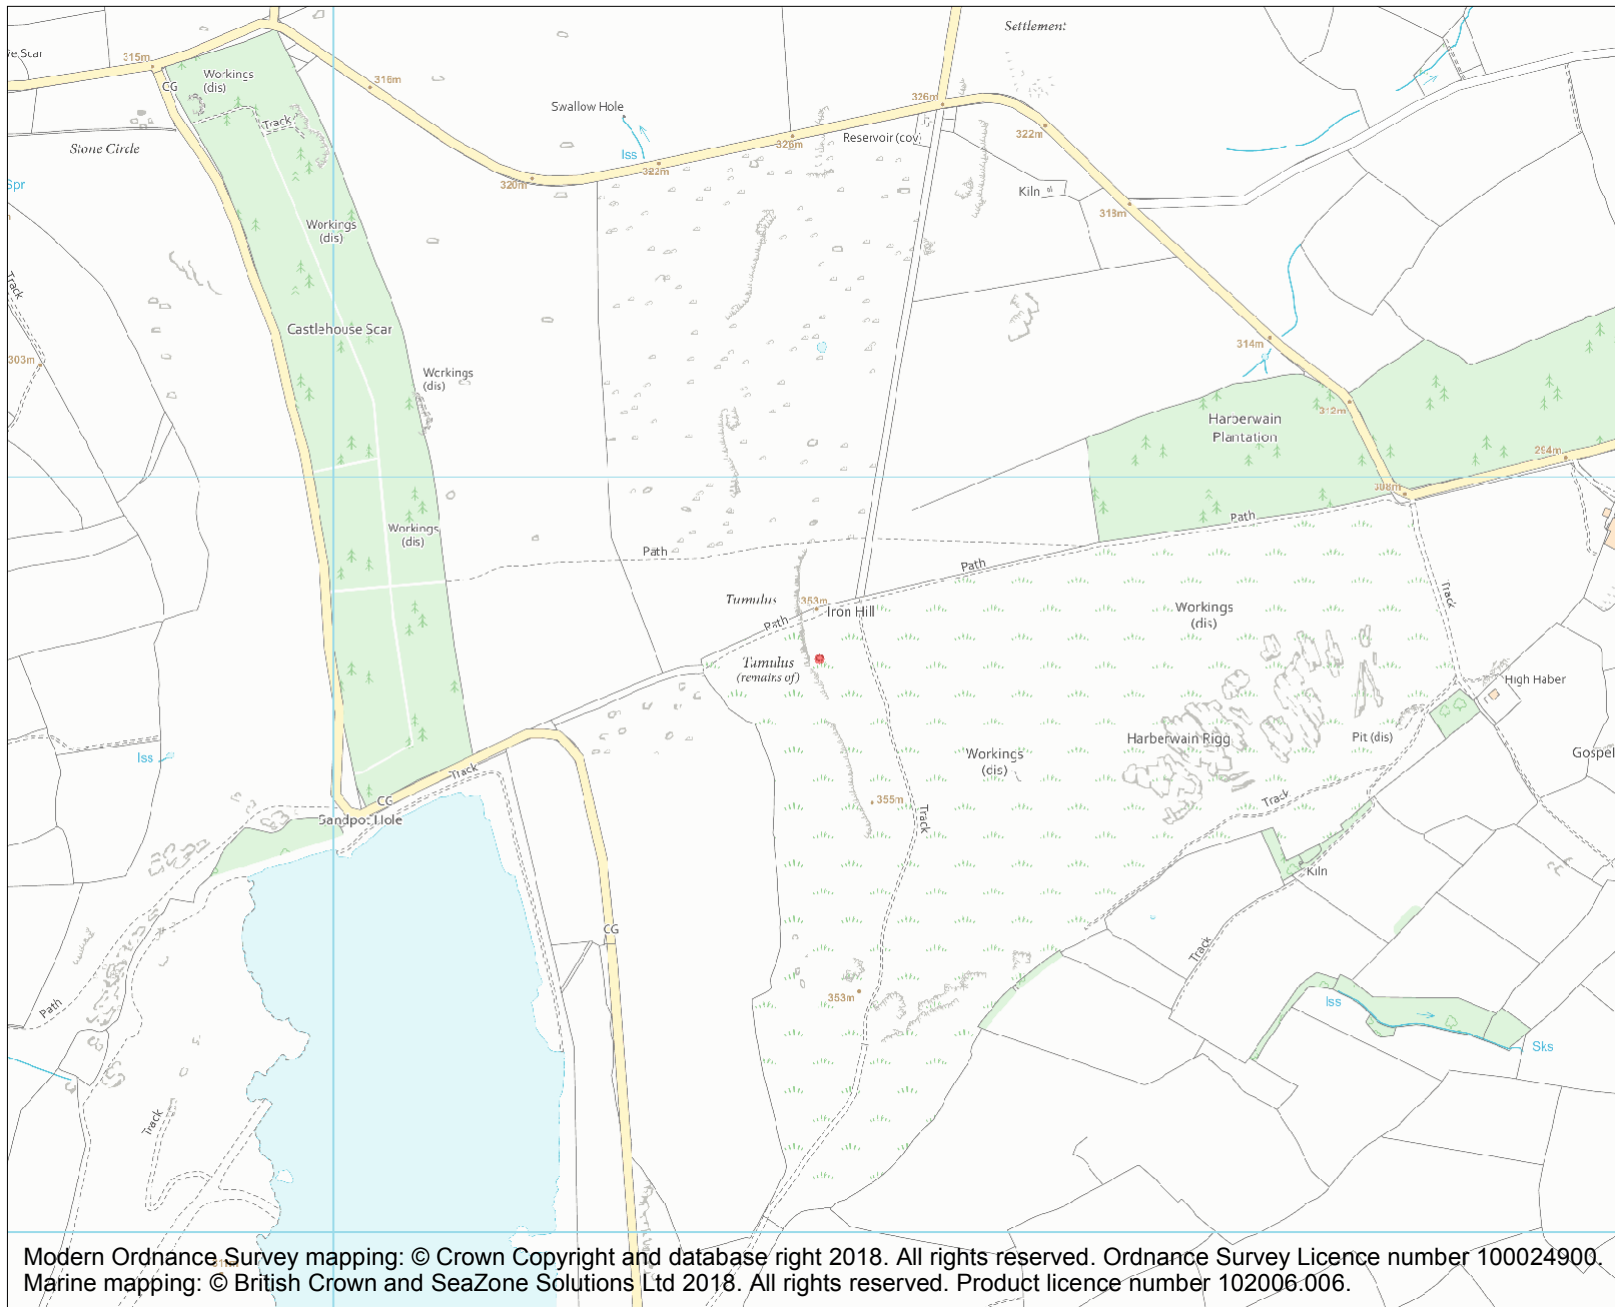 Settlement
315m
Workings
(dis)
CG
316m
Track
Stone Circle
Swallow Hole
Iss
326m
326m
Reservoir (cov)
322m
322m
320m
Spr
Kiln
318m
Workings
(dis)
Track
Castlehouse Scar
303m
314m
Workings
(dis)
312m
Harberwain
Plantation
294m
308m
Path
Workings
(dis)
Path
Path
Track
Tumulus
353m
Iron Hill
Path
Workings
(dis)
Tumulus
(remains of)
High Haber
Harberwain Rigg
Pit (dis)
Workings
(dis)
Gospel
Iss
Track
CG
Sandpot Hole
355m
Track
Track
Kiln
CG
Track
Path
353m
Iss
Sks
Track
Modern Ordnance Survey mapping: © Crown Copyright and database right 2018. All rights reserved. Ordnance Survey Licence number 100024900.
Marine mapping: © British Crown and SeaZone Solutions Ltd 2018. All rights reserved. Product licence number 102006.006.